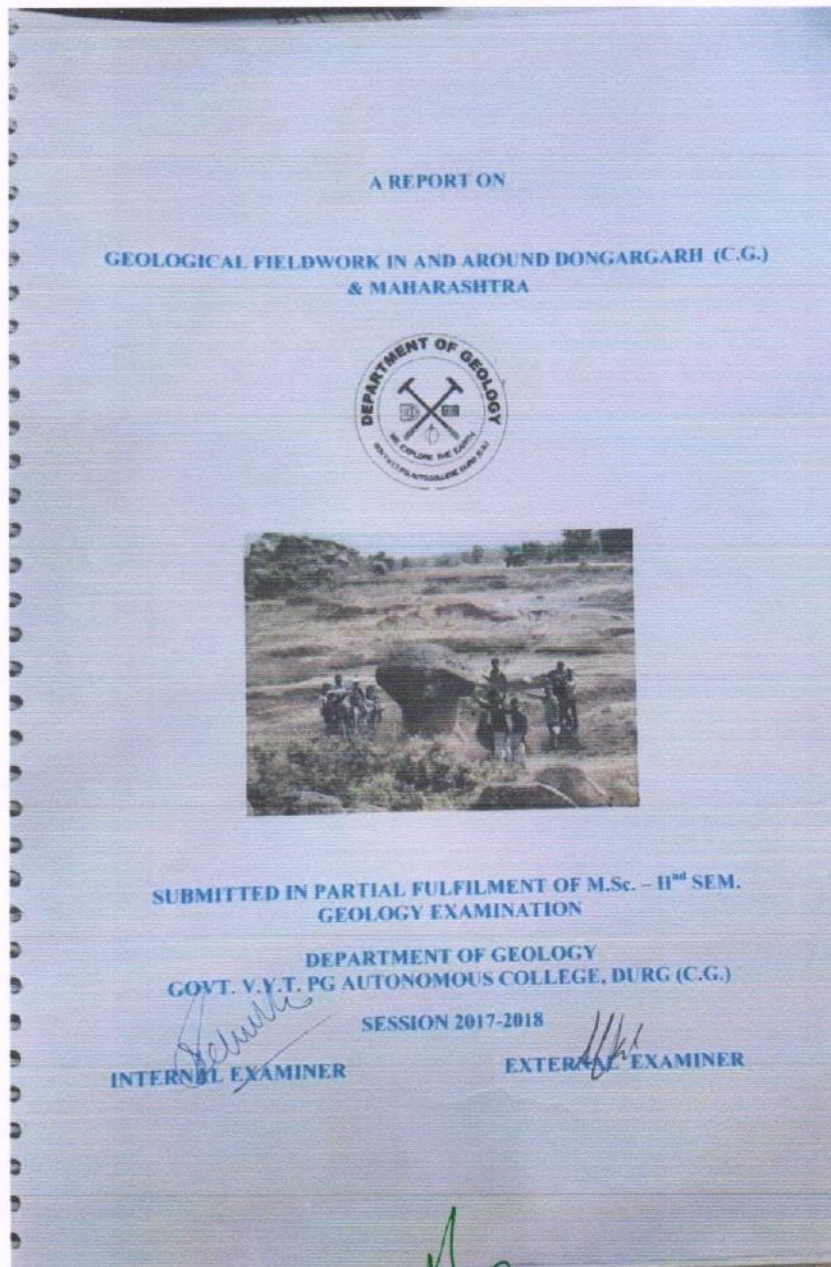 A REPORT ON
GEOLOGICAL FIELDWORK IN AND AROUND DONGARGARH (C.G.)
& MAHARASHTRA
DEPARTMENT OF GEOLOGY
WE EXPLORE THE EARTH
SUBMITTED IN PARTIAL FULFILMENT OF M.Sc. – IInd SEM.
GEOLOGY EXAMINATION
DEPARTMENT OF GEOLOGY
GOVT. V.Y.T. PG AUTONOMOUS COLLEGE, DURG (C.G.)
SESSION 2017-2018
INTERNAL EXAMINER
EXTERNAL EXAMINER